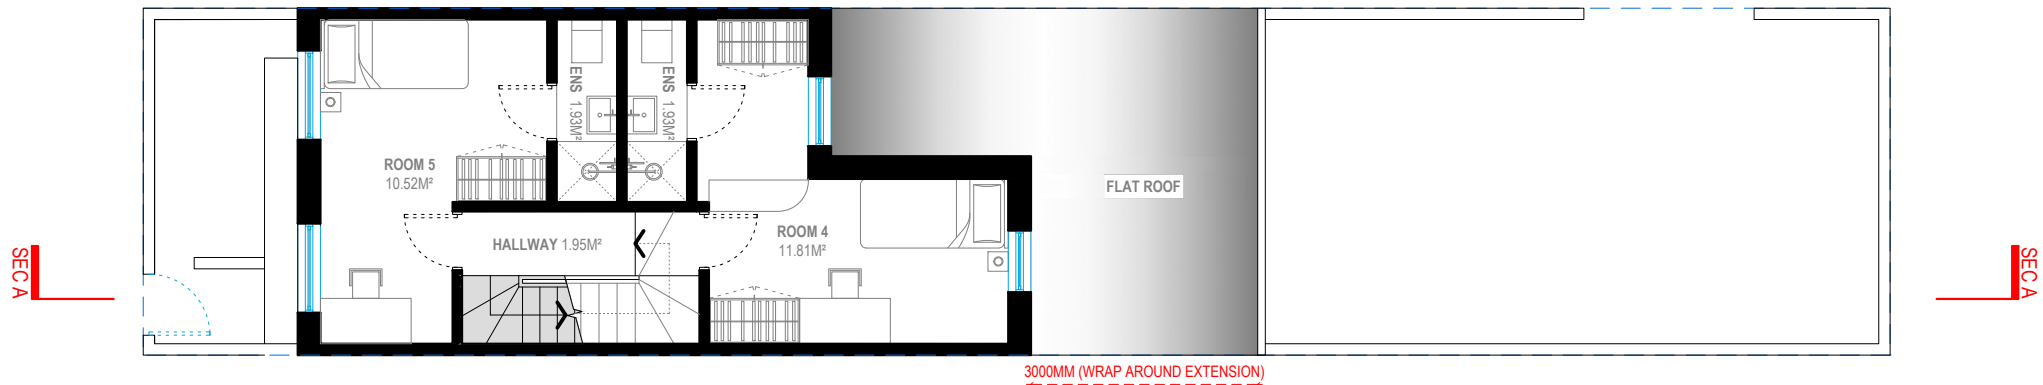 ENS 1.93M²
ENS 1.93M²
ROOM 5
10.52M²
FLAT ROOF
HALLWAY 1.95M²
ROOM 4
11.81M²
SEC A
SEC A
3000MM (WRAP AROUND EXTENSION)